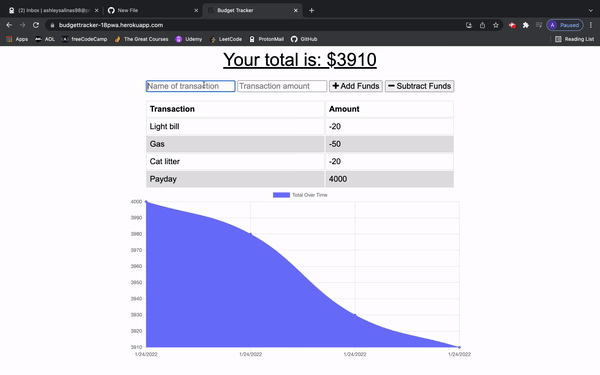 (2) Inbox | ashleysalinas98@p
New File
Budget Tracker
budgettracker-18pwa.herokuapp.com
Paused
Apps AOL freeCodeCamp The Great Courses Udemy LeetCode ProtonMail GitHub Reading List
Your total is: $3910
Name of transaction Transaction amount Add Funds Subtract Funds
Transaction Amount
Light bill -20
Gas -50
Cat litter -20
Payday 4000
Total Over Time
4000
3990
3980
3970
3960
3950
3940
3930
3920
3910
1/24/2022 1/24/2022 1/24/2022 1/24/2022